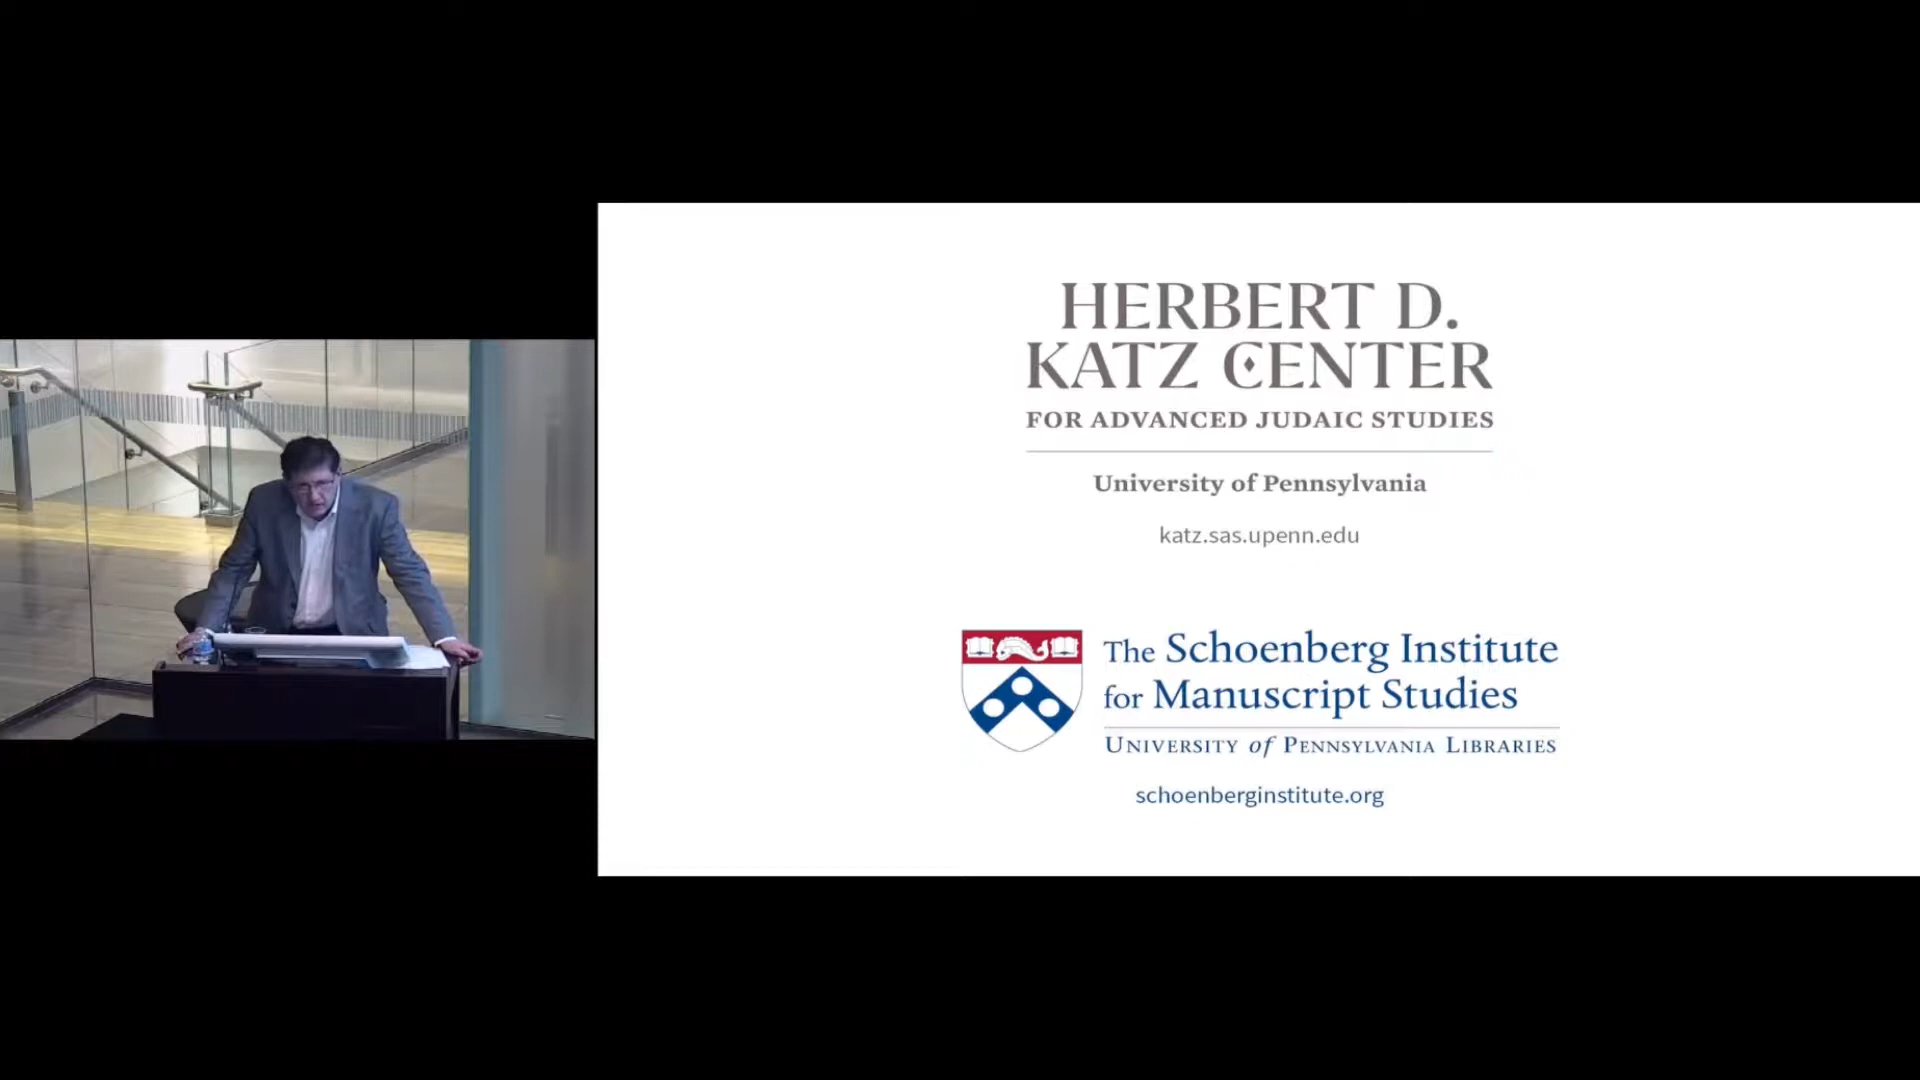 HERBERT D.
KATZ CENTER
FOR ADVANCED JUDAIC STUDIES
University of Pennsylvania
katz.sas.upenn.edu
The Schoenberg Institute
for Manuscript Studies
UNIVERSITY of PENNSYLVANIA LIBRARIES
schoenberginstitute.org